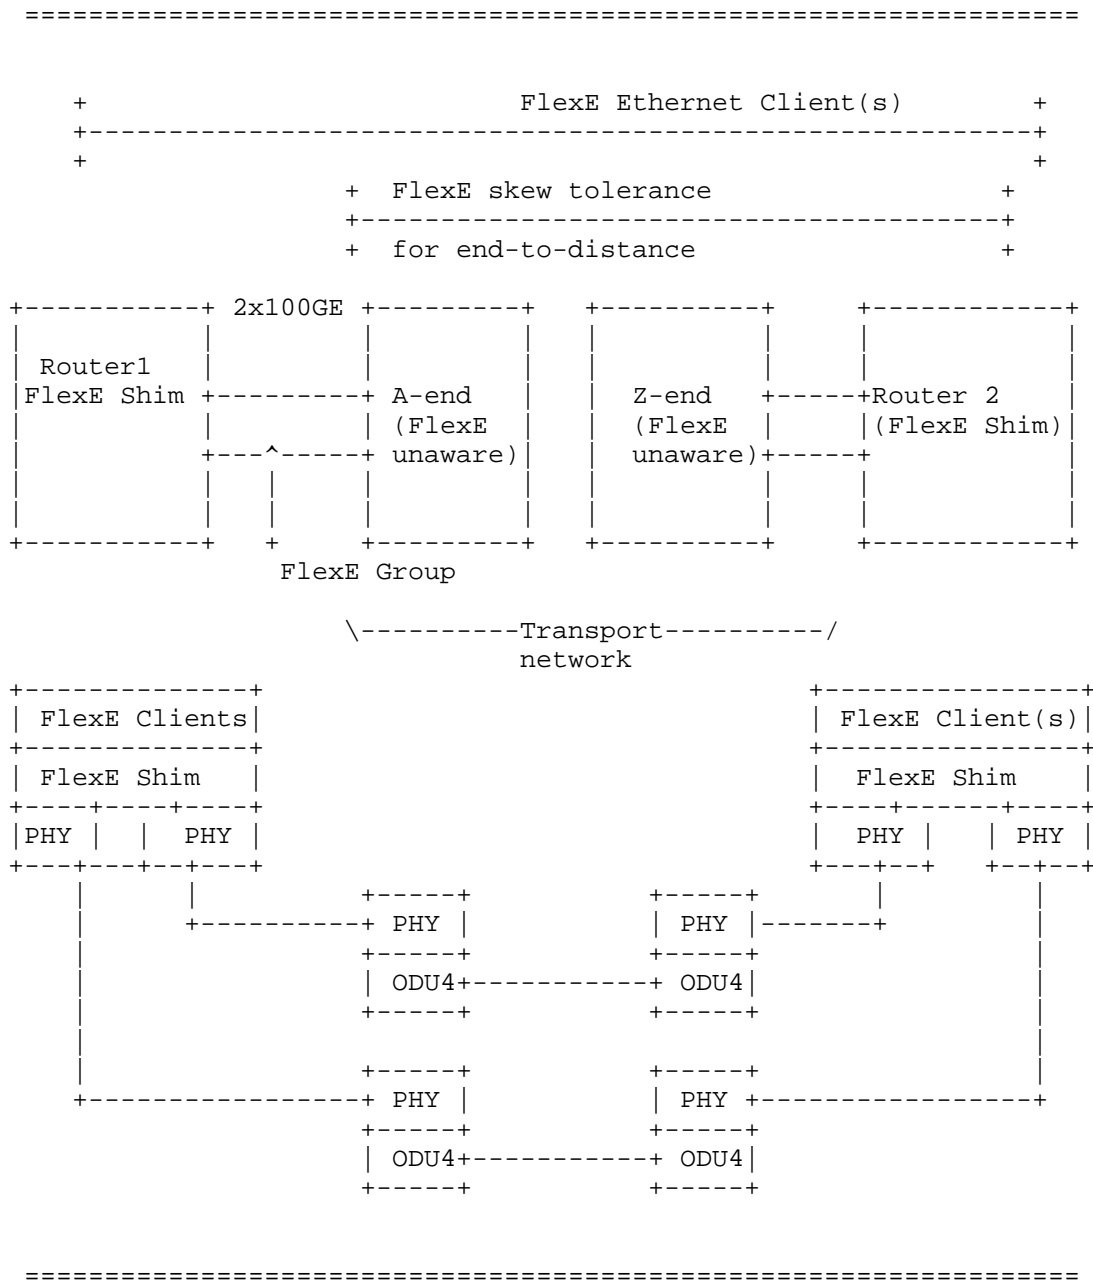 FlexE Ethernet Client(s)
FlexE skew tolerance
for end-to-distance
2x100GE
Router1
FlexE Shim A-end Z-end Router 2
(FlexE (FlexE (FlexE Shim)
unaware) unaware)
FlexE Group
Transport
network
FlexE Clients FlexE Client(s)
FlexE Shim FlexE Shim
PHY PHY PHY PHY
PHY PHY
ODU4 ODU4
PHY PHY
ODU4 ODU4